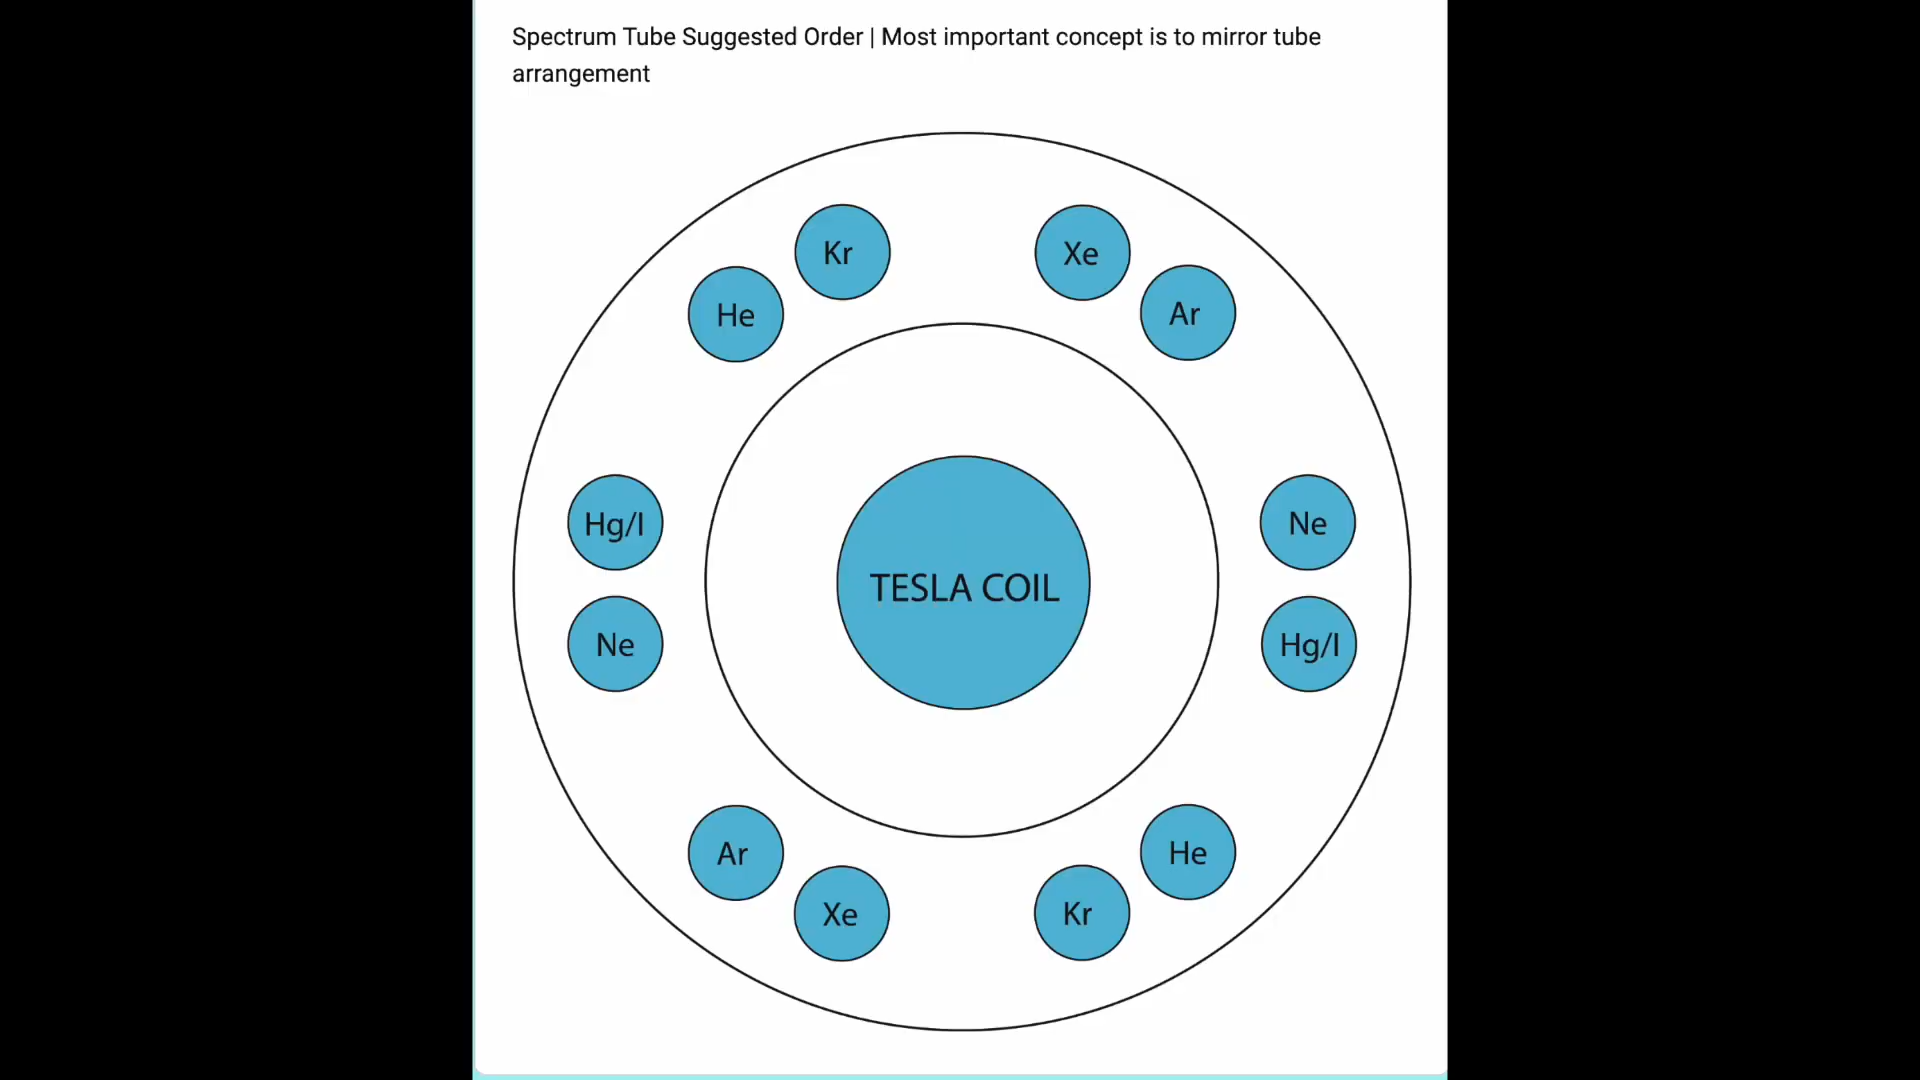 Spectrum Tube Suggested Order | Most important concept is to mirror tube
arrangement
Kr
Xe
He
Ar
Hg/I
Ne
TESLA COIL
Ne
Hg/I
Ar
He
Xe
Kr